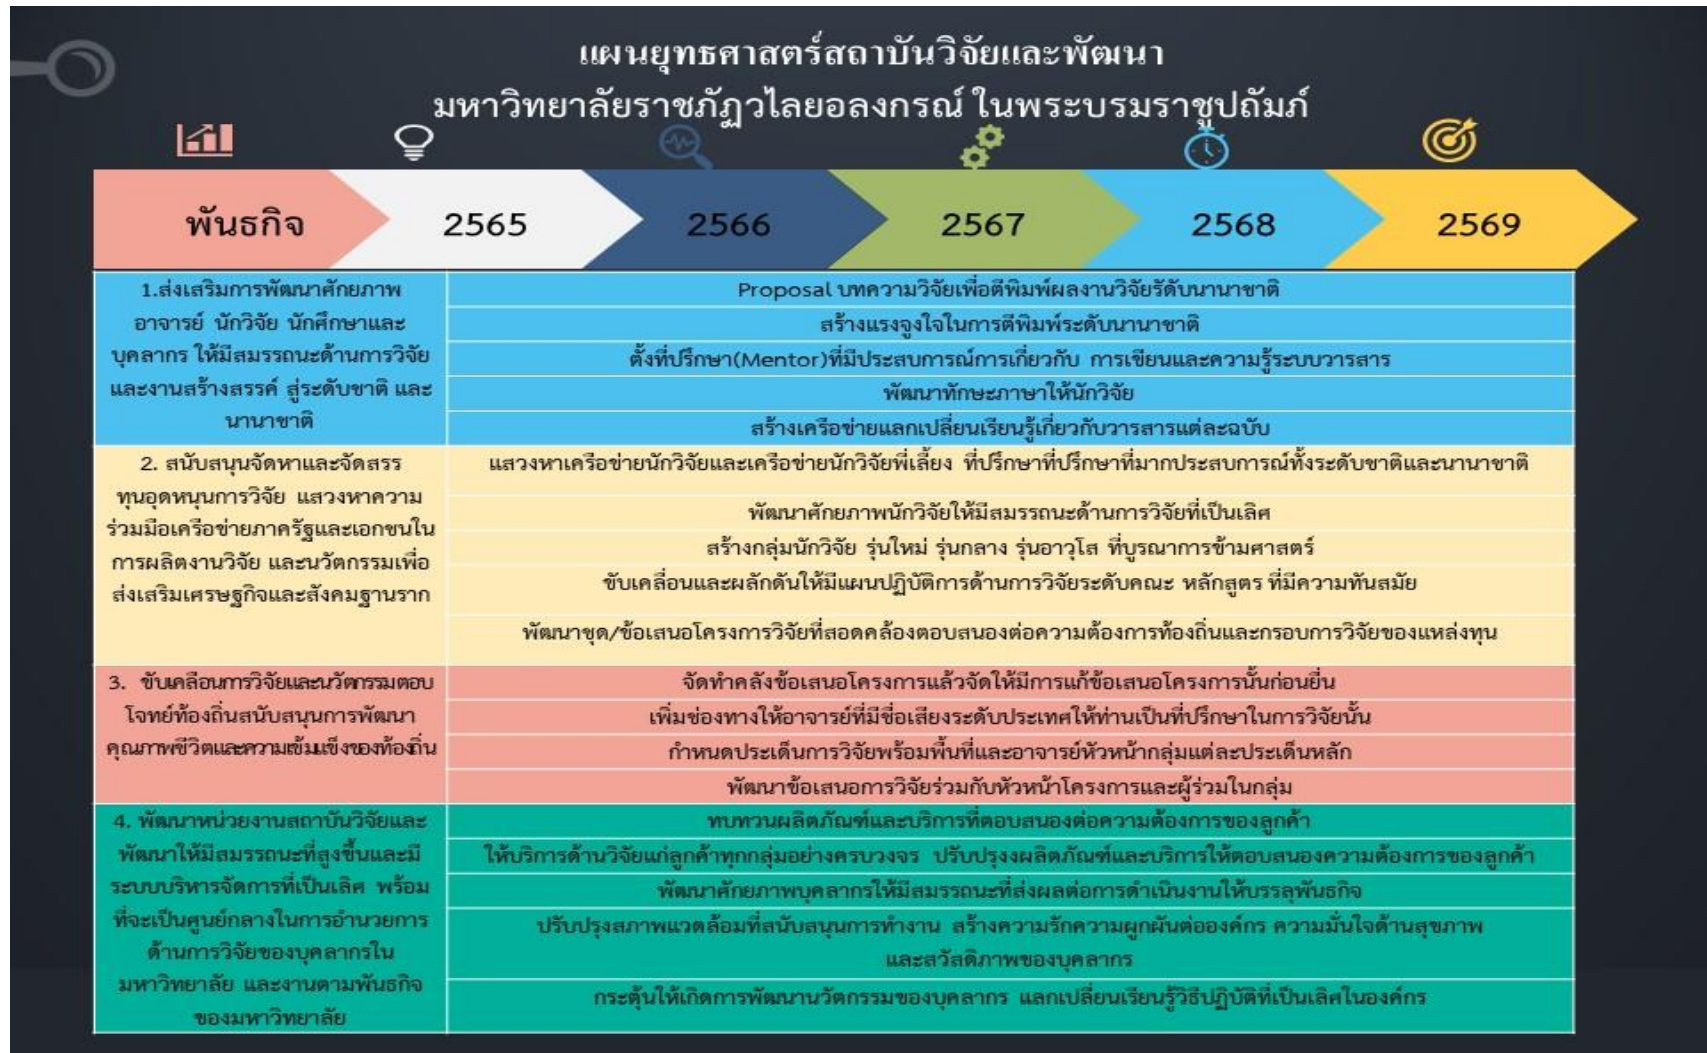 แผนยุทธศาสตร์สถาบันวิจัยและพัฒนา
มหาวิทยาลัยราชภัฏวไลยอลงกรณ์ ในพระบรมราชูปถัมภ์
พันธกิจ
2565
2566
2567
2568
2569
1.ส่งเสริมการพัฒนาศักยภาพ
อาจารย์ นักวิจัย นักศึกษาและ
บุคลากร ให้มีสมรรถนะด้านการวิจัย
และงานสร้างสรรค์ สู่ระดับชาติ และ
นานาชาติ
Proposal บทความวิจัยเพื่อตีพิมพ์ผลงานวิจัยรัดับนานาชาติ
สร้างแรงจูงใจในการตีพิมพ์ระดับนานาชาติ
ตั้งที่ปรึกษา(Mentor)ที่มีประสบการณ์การเกี่ยวกับ การเขียนและความรู้ระบบวารสาร
พัฒนาทักษะภาษาให้นักวิจัย
สร้างเครือข่ายแลกเปลี่ยนเรียนรู้เกี่ยวกับวารสารแต่ละฉบับ
2. สนับสนุนจัดหาและจัดสรร
ทุนอุดหนุนการวิจัย แสวงหาความ
ร่วมมือเครือข่ายภาครัฐและเอกชนใน
การผลิตงานวิจัย และนวัตกรรมเพื่อ
ส่งเสริมเศรษฐกิจและสังคมฐานราก
แสวงหาเครือข่ายนักวิจัยและเครือข่ายนักวิจัยพี่เลี้ยง ที่ปรึกษาที่ปรึกษาที่มากประสบการณ์ทั้งระดับชาติและนานาชาติ
พัฒนาศักยภาพนักวิจัยให้มีสมรรถนะด้านการวิจัยที่เป็นเลิศ
สร้างกลุ่มนักวิจัย รุ่นใหม่ รุ่นกลาง รุ่นอาวุโส ที่บูรณาการข้ามศาสตร์
ขับเคลื่อนและผลักดันให้มีแผนปฏิบัติการด้านการวิจัยระดับคณะ หลักสูตร ที่มีความทันสมัย
พัฒนาชุด/ข้อเสนอโครงการวิจัยที่สอดคล้องตอบสนองต่อความต้องการท้องถิ่นและกรอบการวิจัยของแหล่งทุน
3. ขับเคลือนการวิจัยและนวัตกรรมตอบ
โจทย์ท้องถิ่นสนับสนุนการพัฒนา
คุณภาพชีวิตและความเข้มแข็งของท้องถิ่น
จัดทำคลังข้อเสนอโครงการแล้วจัดให้มีการแก้ข้อเสนอโครงการนั้นก่อนยื่น
เพิ่มช่องทางให้อาจารย์ที่มีชื่อเสียงระดับประเทศให้ท่านเป็นที่ปรึกษาในการวิจัยนั้น
กำหนดประเด็นการวิจัยพร้อมพื้นที่และอาจารย์หัวหน้ากลุ่มแต่ละประเด็นหลัก
พัฒนาข้อเสนอการวิจัยร่วมกับหัวหน้าโครงการและผู้ร่วมในกลุ่ม
4. พัฒนาหน่วยงานสถาบันวิจัยและ
พัฒนาให้มีสมรรถนะที่สูงขึ้นและมี
ระบบบริหารจัดการที่เป็นเลิศ พร้อม
ที่จะเป็นศูนย์กลางในการอำนวยการ
ด้านการวิจัยของบุคลากรใน
มหาวิทยาลัย และงานตามพันธกิจ
ของมหาวิทยาลัย
ทบทวนผลิตภัณฑ์และบริการที่ตอบสนองต่อความต้องการของลูกค้า
ให้บริการด้านวิจัยแก่ลูกค้าทุกกลุ่มอย่างครบวงจร ปรับปรุงงผลิตภัณฑ์และบริการให้ตอบสนองความต้องการของลูกค้า
พัฒนาศักยภาพบุคลากรให้มีสมรรถนะที่ส่งผลต่อการดำเนินงานให้บรรลุพันธกิจ
ปรับปรุงสภาพแวดล้อมที่สนับสนุนการทำงาน สร้างความรักความผูกผันต่อองค์กร ความมั่นใจด้านสุขภาพ
และสวัสดิภาพของบุคลากร
กระตุ้นให้เกิดการพัฒนานวัตกรรมของบุคลากร แลกเปลี่ยนเรียนรู้วิธีปฏิบัติที่เป็นเลิศในองค์กร